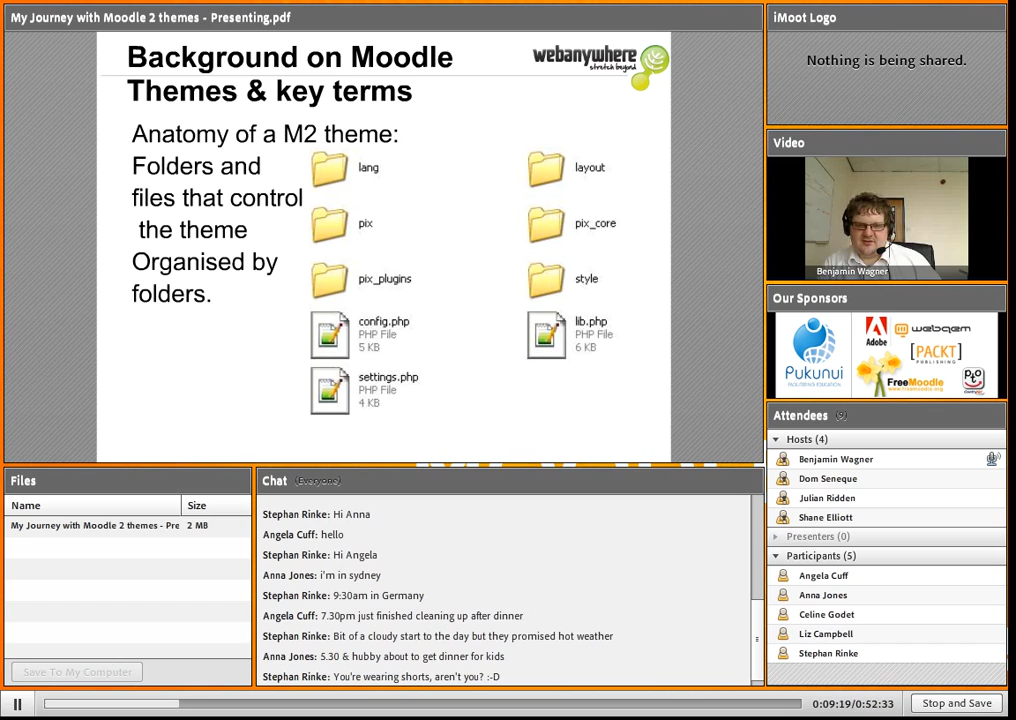 My Journey with Moodle 2 themes - Presenting.pdf
Background on Moodle
Themes & key terms
webanywhere
stretch beyond
Anatomy of a M2 theme:
Folders and
files that control
the theme
Organised by
folders.
lang
layout
pix
pix_core
pix_plugins
style
config.php
PHP File
5 KB
lib.php
PHP File
6 KB
settings.php
PHP File
4 KB
iMoot Logo
Nothing is being shared.
Video
Benjamin Wagner
Our Sponsors
Pukunui
FACILITATING EDUCATION
Adobe
webqem
[PACKT]
PUBLISHING
FreeMoodle
www.freemoodle.org
Attendees (9)
Hosts (4)
Benjamin Wagner
Dom Seneque
Julian Ridden
Shane Elliott
Presenters (0)
Participants (5)
Angela Cuff
Anna Jones
Celine Godet
Liz Campbell
Stephan Rinke
Files
Name Size
My Journey with Moodle 2 themes - Pre 2 MB
Save To My Computer
Chat (Everyone)
Stephan Rinke: Hi Anna
Angela Cuff: hello
Stephan Rinke: Hi Angela
Anna Jones: i'm in sydney
Stephan Rinke: 9:30am in Germany
Angela Cuff: 7.30pm just finished cleaning up after dinner
Stephan Rinke: Bit of a cloudy start to the day but they promised hot weather
Anna Jones: 5.30 & hubby about to get dinner for kids
Stephan Rinke: You're wearing shorts, aren't you? :-D
0:09:19/0:52:33
Stop and Save